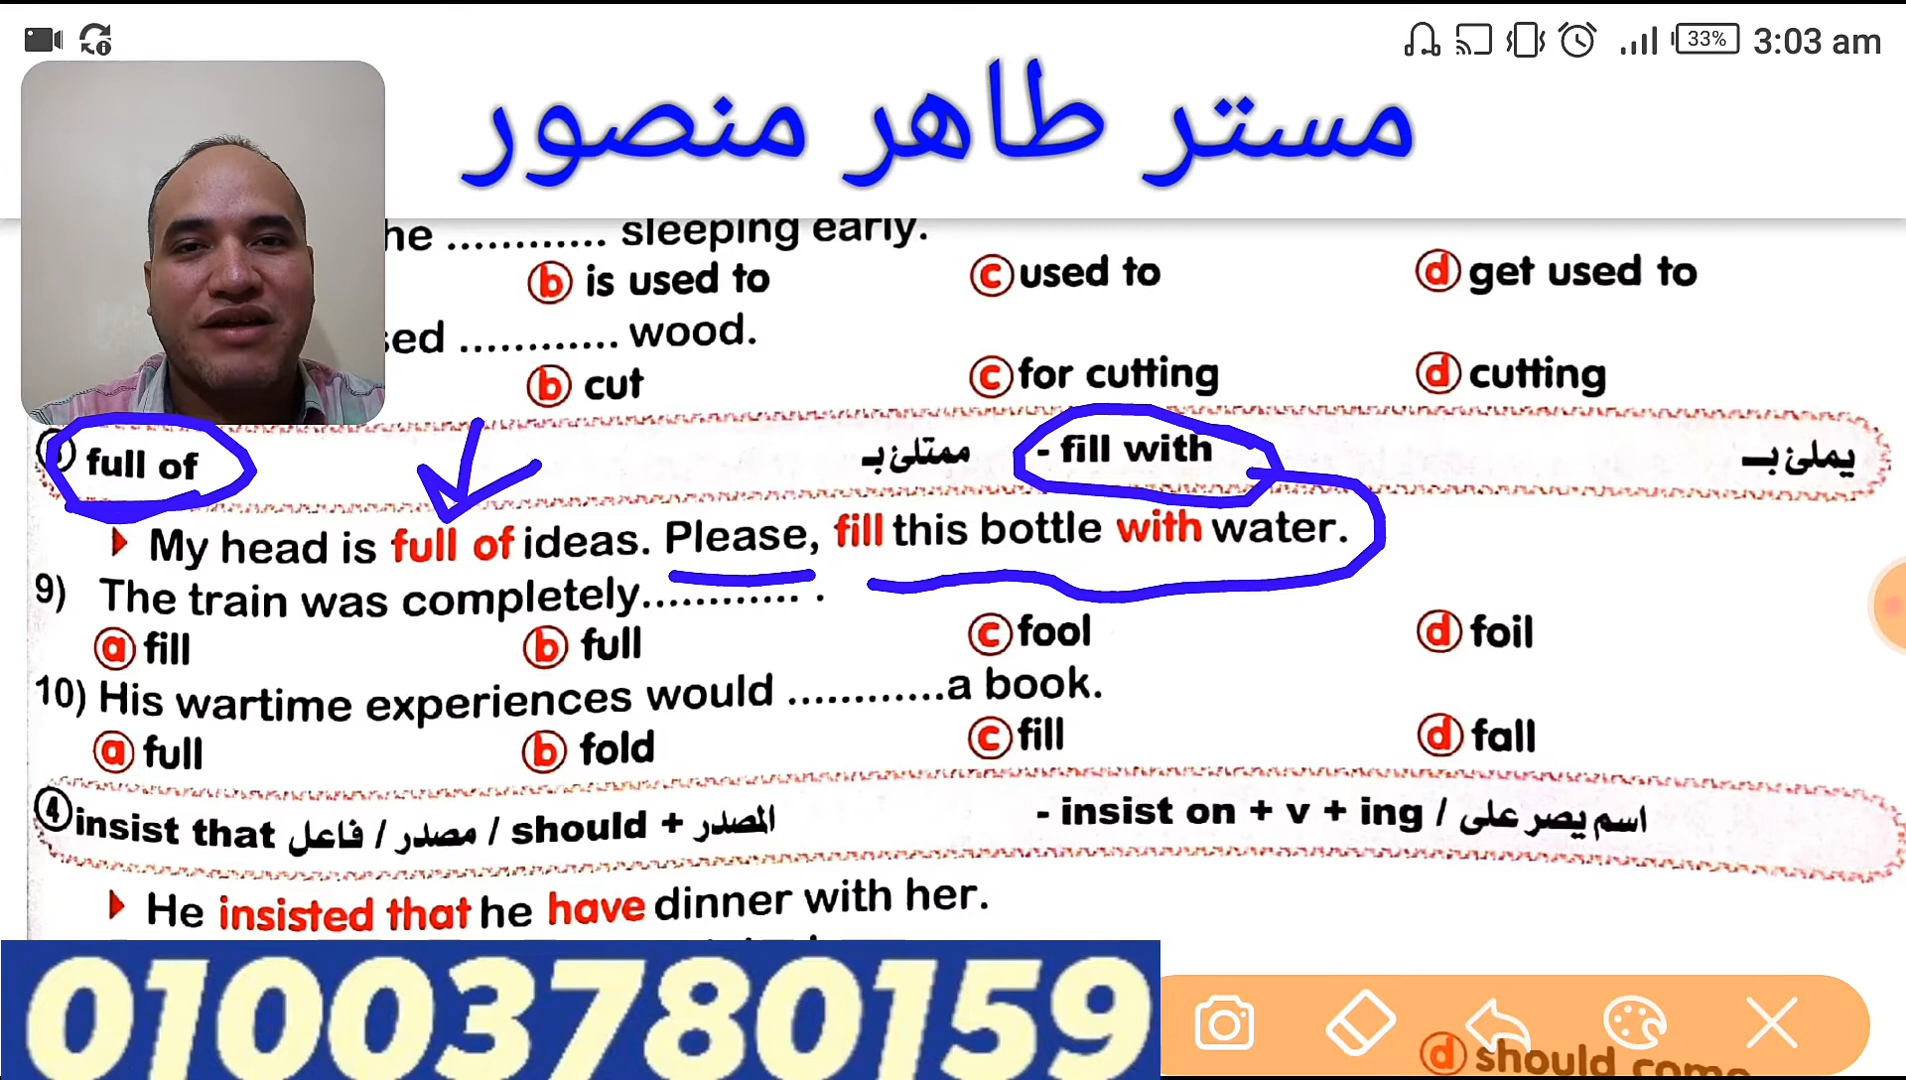 33% 3:03 am
مستر طاهر منصور
he ............ sleeping early.
b is used to c used to d get used to
sed ............ wood.
b cut c for cutting d cutting
full of ممتلئ بـ - fill with يملئ بـ
My head is full of ideas. Please, fill this bottle with water.
9) The train was completely............ .
a fill b full c fool d foil
10) His wartime experiences would ............a book.
a full b fold c fill d fall
4 insist that فاعل / مصدر / should + المصدر - insist on + v + ing / اسم يصر على
He insisted that he have dinner with her.
01003780159
d should come